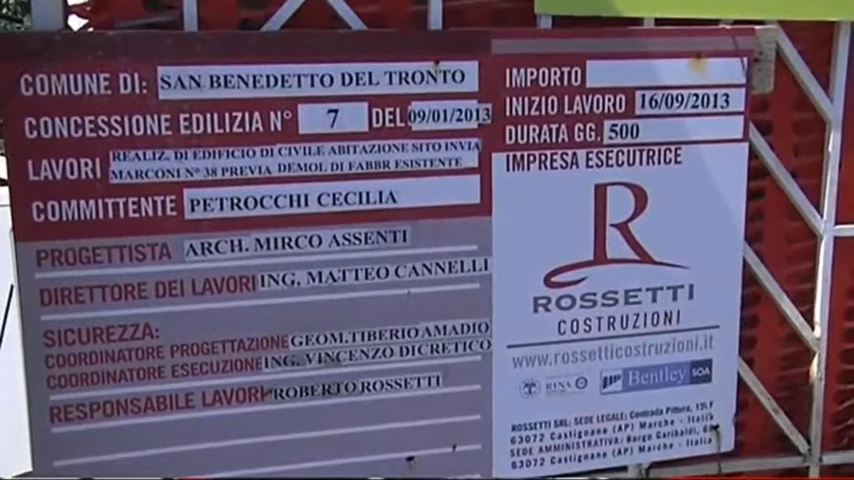 COMUNE DI: SAN BENEDETTO DEL TRONTO
CONCESSIONE EDILIZIA N° 7 DEL 09/01/2013
LAVORI REALIZ. DI EDIFICIO DI CIVILE ABITAZIONE SITO INVIA
MARCONI N° 38 PREVIA DEMOL DI FABBR ESISTENTE
COMMITTENTE PETROCCHI CECILIA
PROGETTISTA ARCH. MIRCO ASSENTI
DIRETTORE DEI LAVORI ING. MATTEO CANNELLI
SICUREZZA:
COORDINATORE PROGETTAZIONE GEOM.TIBERIO AMADIO
COORDINATORE ESECUZIONE ING. VINCENZO DICRETICO
RESPONSABILE LAVORI ROBERTO ROSSETTI
IMPORTO
INIZIO LAVORO 16/09/2013
DURATA GG. 500
IMPRESA ESECUTRICE
R
ROSSETTI
COSTRUZIONI
www.rossetticostruzioni.it
RINA
Bentley SOA
ROSSETTI SRL: SEDE LEGALE: Contrada Pittura,
63072 Castignano (AP) Marche - Italia
SEDE AMMINISTRATIVA: Borgo Garibaldi,
63072 Castignano (AP) Marche - Italia